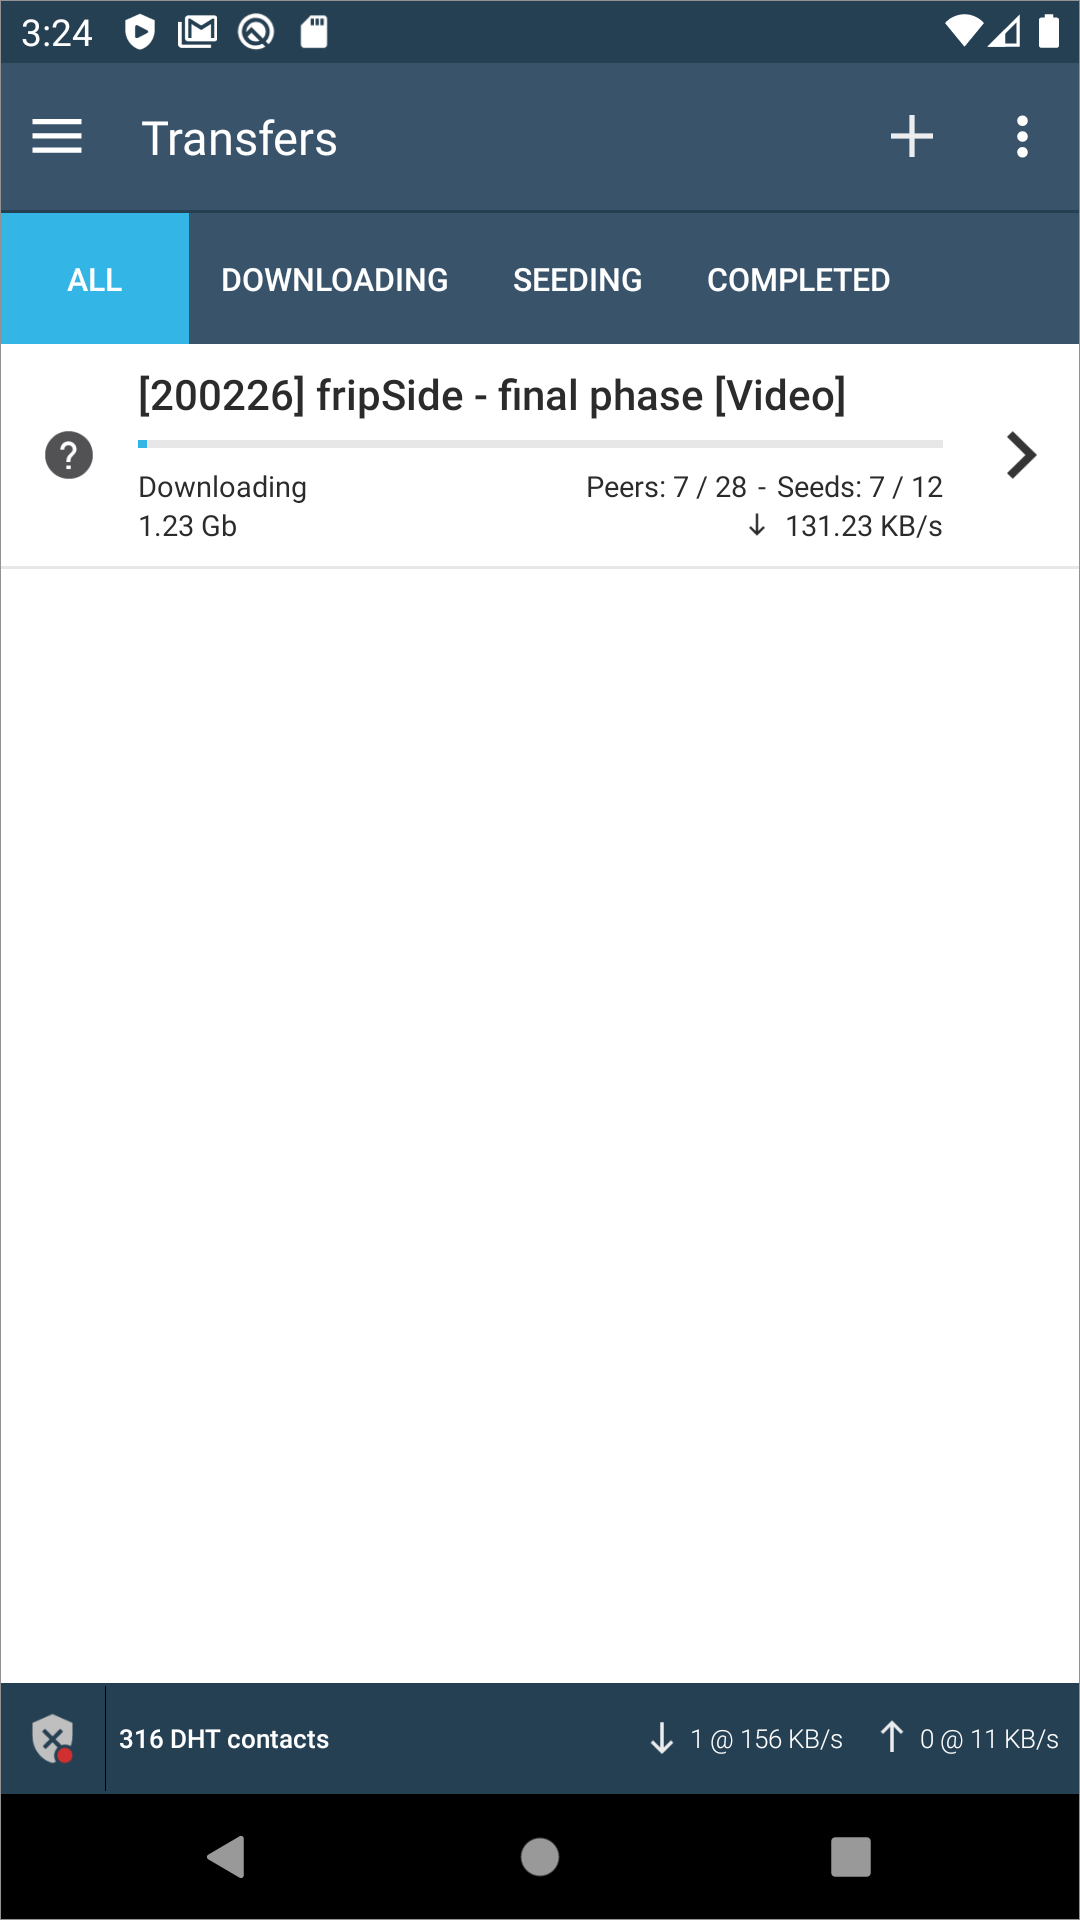 3:24
Transfers
ALL DOWNLOADING SEEDING COMPLETED
[200226] fripSide - final phase [Video]
Downloading Peers: 7 / 28 - Seeds: 7 / 12
1.23 Gb ↓ 131.23 KB/s
316 DHT contacts ↓ 1 @ 156 KB/s ↑ 0 @ 11 KB/s